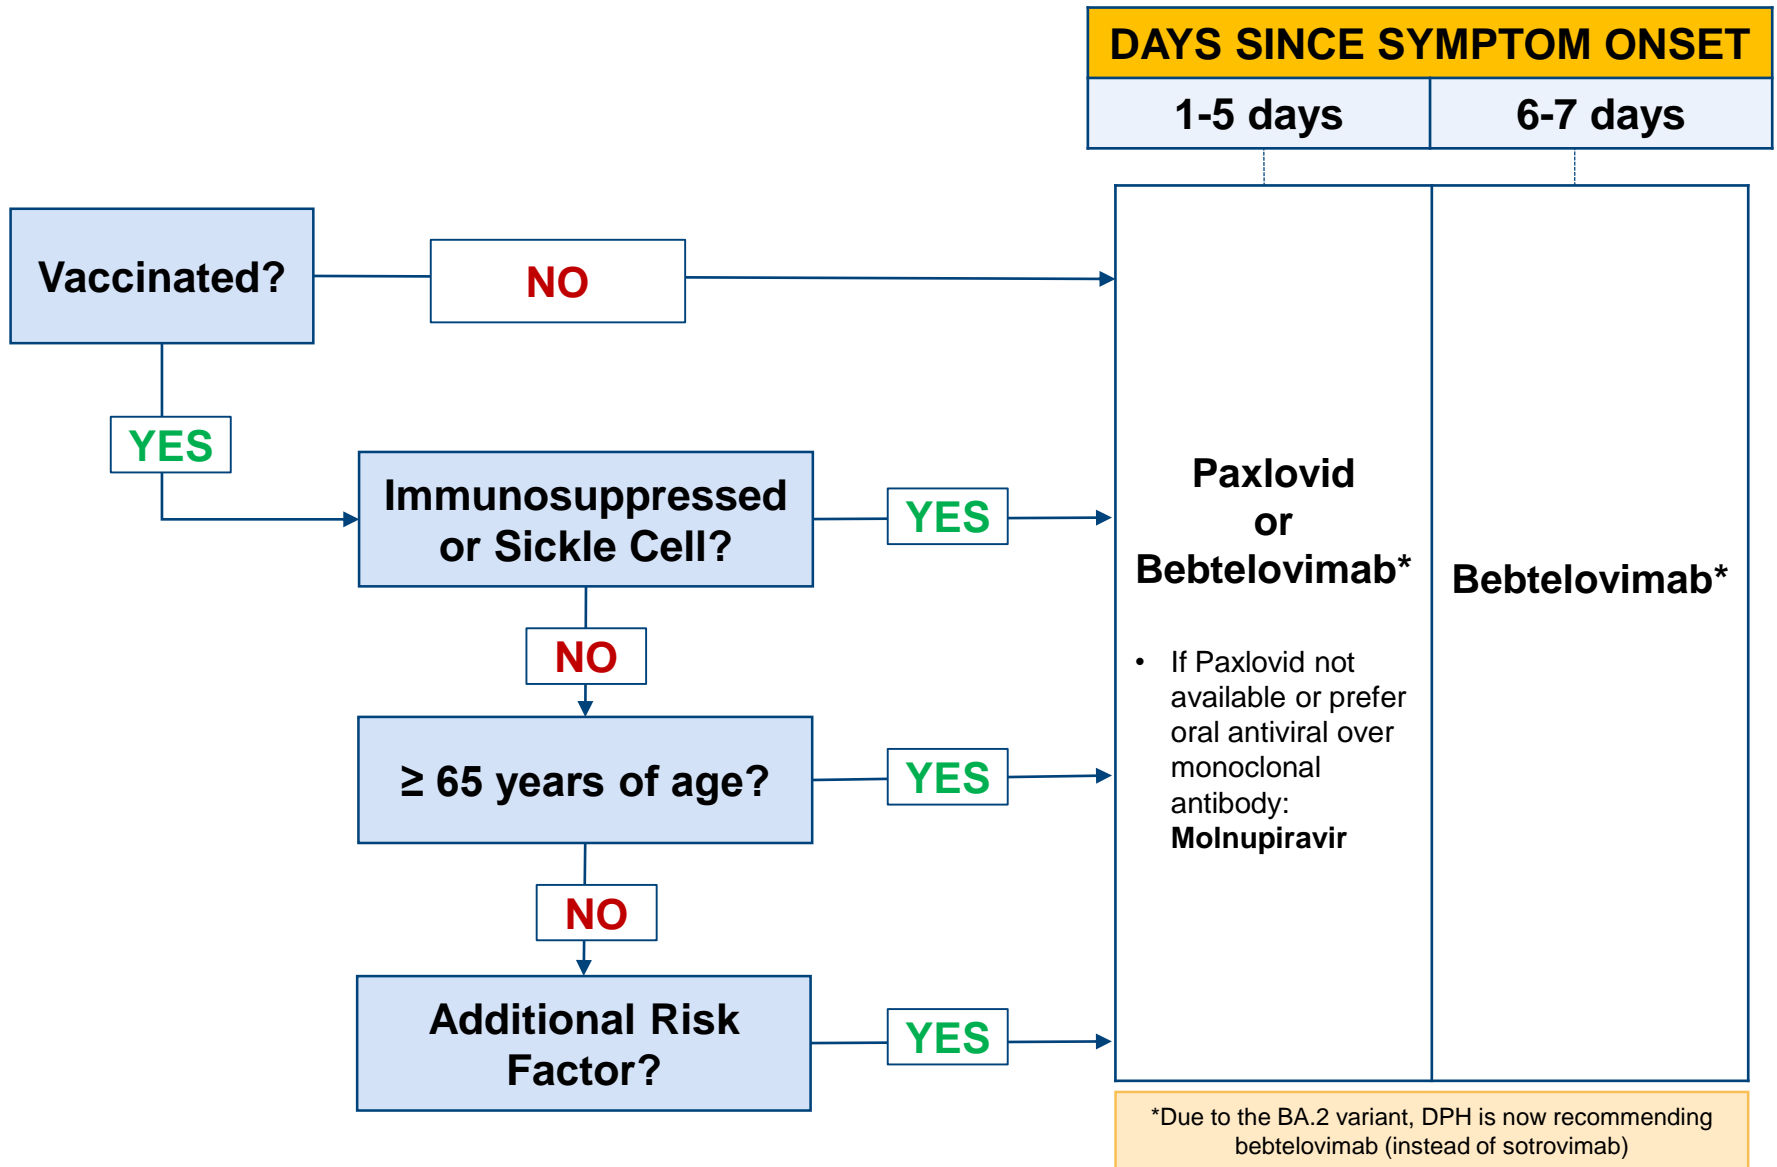 DAYS SINCE SYMPTOM ONSET
1-5 days
6-7 days
Vaccinated?
NO
YES
Immunosuppressed
or Sickle Cell?
YES
NO
≥ 65 years of age?
YES
NO
Additional Risk
Factor?
YES
Paxlovid
or
Bebtelovimab*
• If Paxlovid not
available or prefer
oral antiviral over
monoclonal
antibody:
Molnupiravir
Bebtelovimab*
*Due to the BA.2 variant, DPH is now recommending
bebtelovimab (instead of sotrovimab)